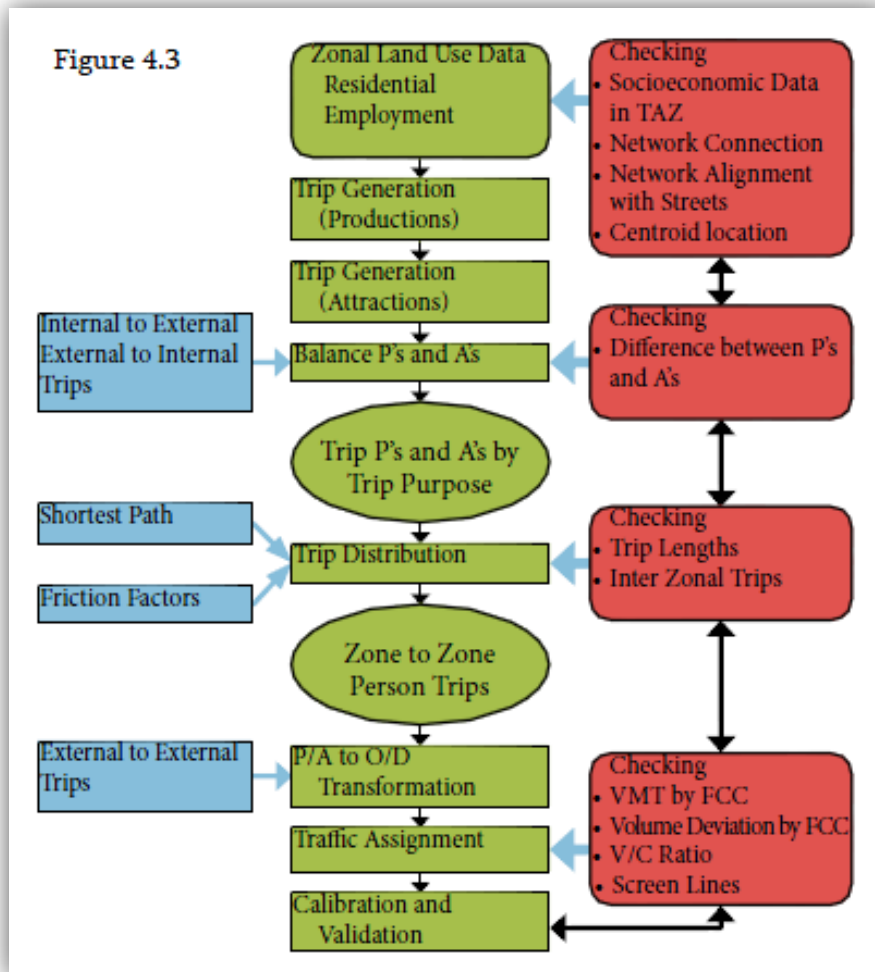 Figure 4.3
Zonal Land Use Data
Residential
Employment
Checking
• Socioeconomic Data
in TAZ
• Network Connection
• Network Alignment
with Streets
• Centroid location
Trip Generation
(Productions)
Trip Generation
(Attractions)
Internal to External
External to Internal
Trips
Balance P's and A's
Checking
• Difference between P's
and A's
Trip P's and A's by
Trip Purpose
Shortest Path
Friction Factors
Trip Distribution
Checking
• Trip Lengths
• Inter Zonal Trips
Zone to Zone
Person Trips
External to External
Trips
P/A to O/D
Transformation
Traffic Assignment
Checking
• VMT by FCC
• Volume Deviation by FCC
• V/C Ratio
• Screen Lines
Calibration and
Validation